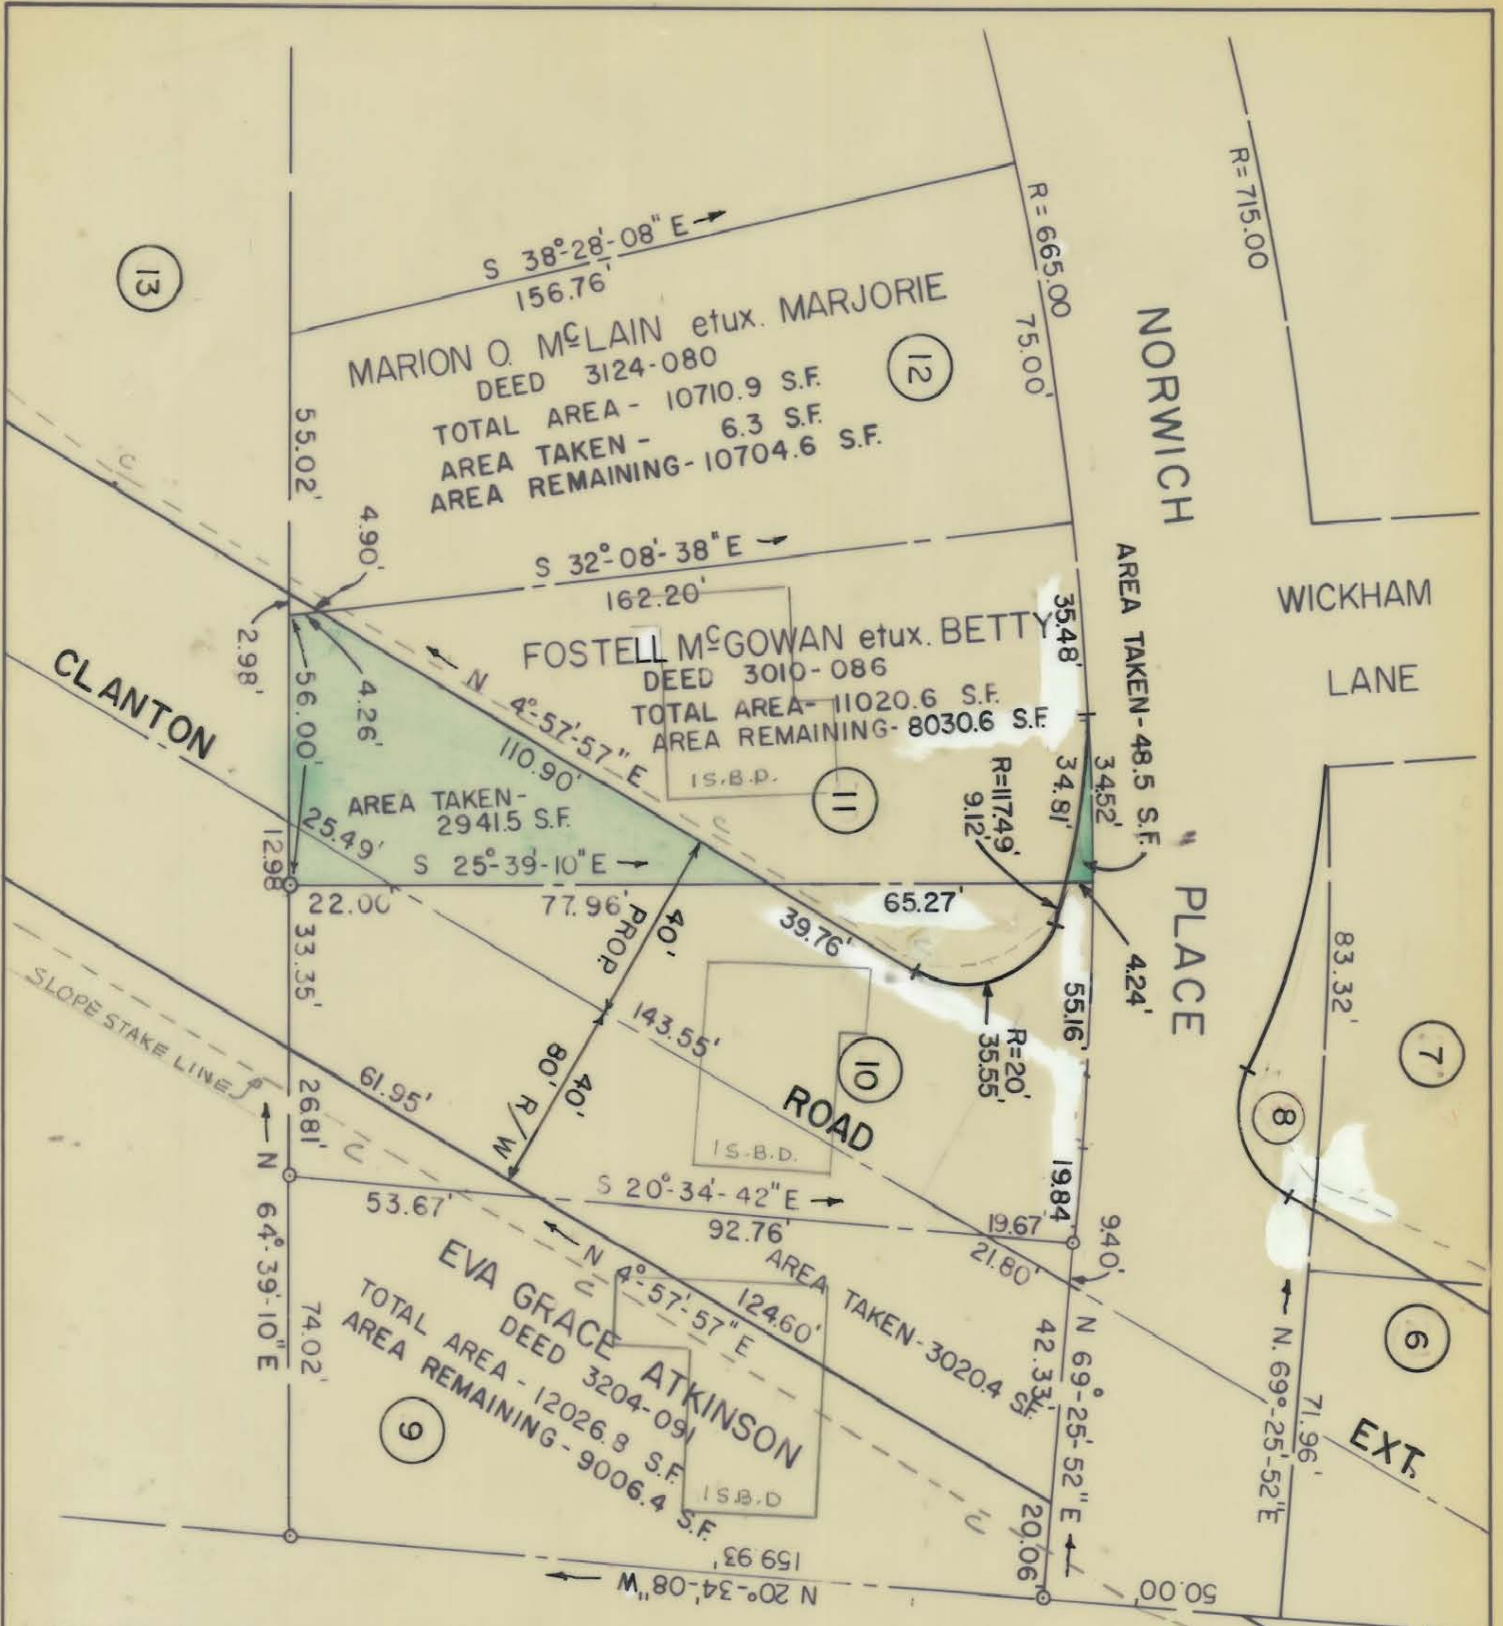 R=715.00
R=665.00
75.00'
NORWICH
"
PLACE
WICKHAM
LANE
S 38°-28'-08" E
156.76'
13
MARION O. McLAIN etux. MARJORIE
DEED 3124-080
TOTAL AREA- 10710.9 S.F.
AREA TAKEN- 6.3 S.F.
AREA REMAINING-10704.6 S.F.
12
55.02'
4.90'
S 32°-08'-38" E
162.20'
35.48'
AREA TAKEN-48.5 S.F.
FOSTELL McGOWAN etux. BETTY
DEED 3010-086
TOTAL AREA-11020.6 S.F.
AREA REMAINING-8030.6 S.F.
1 S.B.D.
11
2.98'
56.00'
4.26'
N 4°-57'-57" E
110.90'
34.52'
34.81'
R=117.49'
9.12'
CLANTON
AREA TAKEN-
2941.5 S.F.
25.49'
12.98
S 25°-39'-10" E
22.00
77.96'
65.27'
4.24'
39.76'
40'
PROP.
33.35'
55.16'
83.32'
R=20'
35.55'
143.55'
10
ROAD
1 S.B.D.
40'
80' R/W
7
8
SLOPE STAKE LINE
61.95'
26.81'
19.84'
53.67'
S 20°-34'-42" E
92.76'
19.67'
9.40'
21.80'
N 64°-39'-10" E
74.02'
N 4°-57'-57" E
124.60'
AREA TAKEN-3020.4 S.F.
EVA GRACE ATKINSON
DEED 3204-091
TOTAL AREA-12026.8 S.F.
AREA REMAINING-9006.4 S.F.
1 S.B.D
9
42.33'
N 69°-25'-52" E
20.06'
N. 69°-25'-52"E
71.96'
6
EXT.
159.93'
N 20°-34'-08" W
50.00'